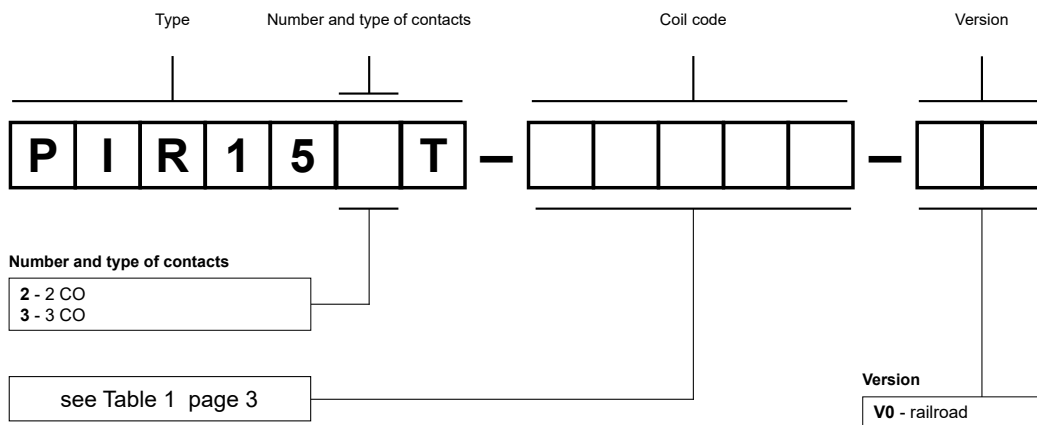 Type Number and type of contacts Coil code Version
P I R 1 5 T – –
Number and type of contacts
2 - 2 CO
3 - 3 CO
see Table 1 page 3
Version
V0 - railroad